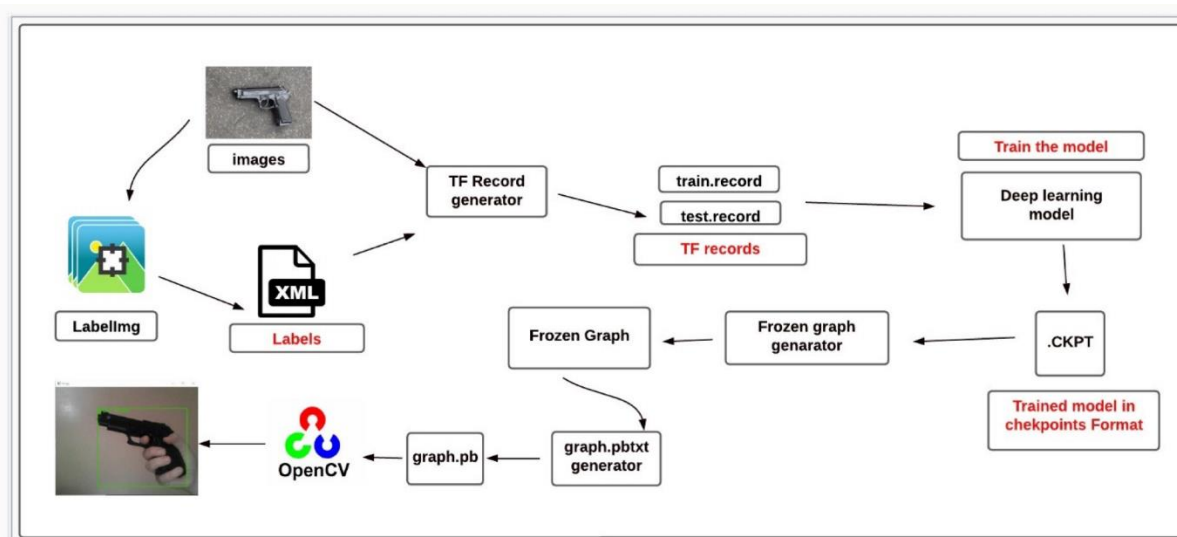 images
LabelImg
XML
Labels
TF Record
generator
train.record
test.record
TF records
Train the model
Deep learning
model
.CKPT
Trained model in
chekpoints Format
Frozen graph
genarator
Frozen Graph
graph.pbtxt
generator
graph.pb
OpenCV